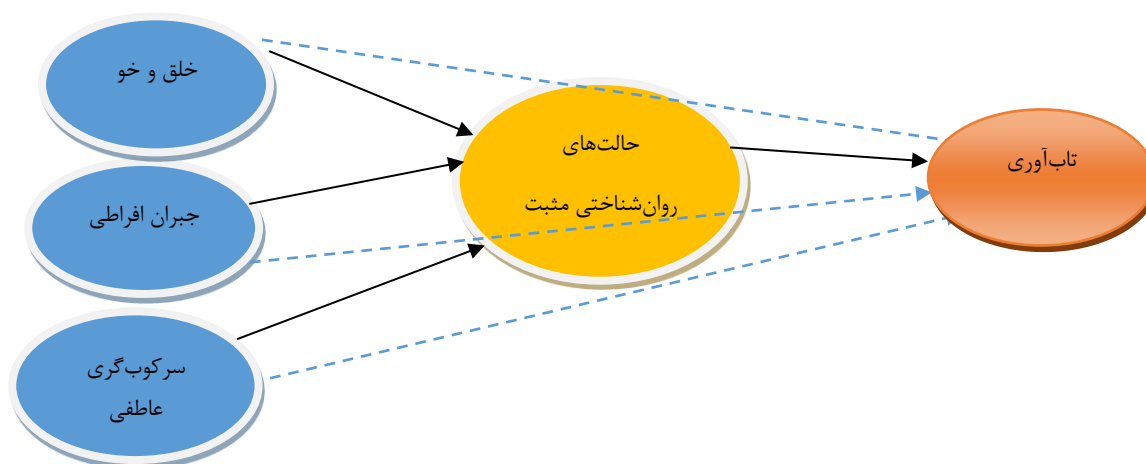 خلق و خو
جبران افراطی
سرکوب‌گری
عاطفی
حالت‌های
روان‌شناختی مثبت
تاب‌آوری